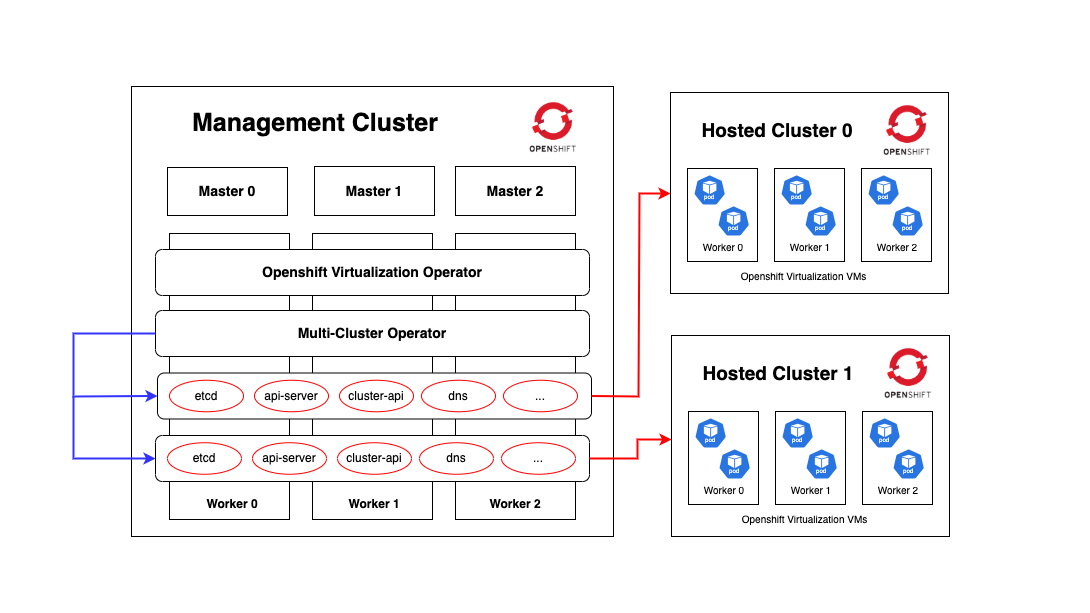 Management Cluster
OPENSHIFT
Master 0
Master 1
Master 2
Openshift Virtualization Operator
Multi-Cluster Operator
etcd
api-server
cluster-api
dns
...
etcd
api-server
cluster-api
dns
...
Worker 0
Worker 1
Worker 2
Hosted Cluster 0
OPENSHIFT
pod
pod
pod
pod
pod
pod
Worker 0
Worker 1
Worker 2
Openshift Virtualization VMs
Hosted Cluster 1
OPENSHIFT
pod
pod
pod
pod
pod
pod
Worker 0
Worker 1
Worker 2
Openshift Virtualization VMs